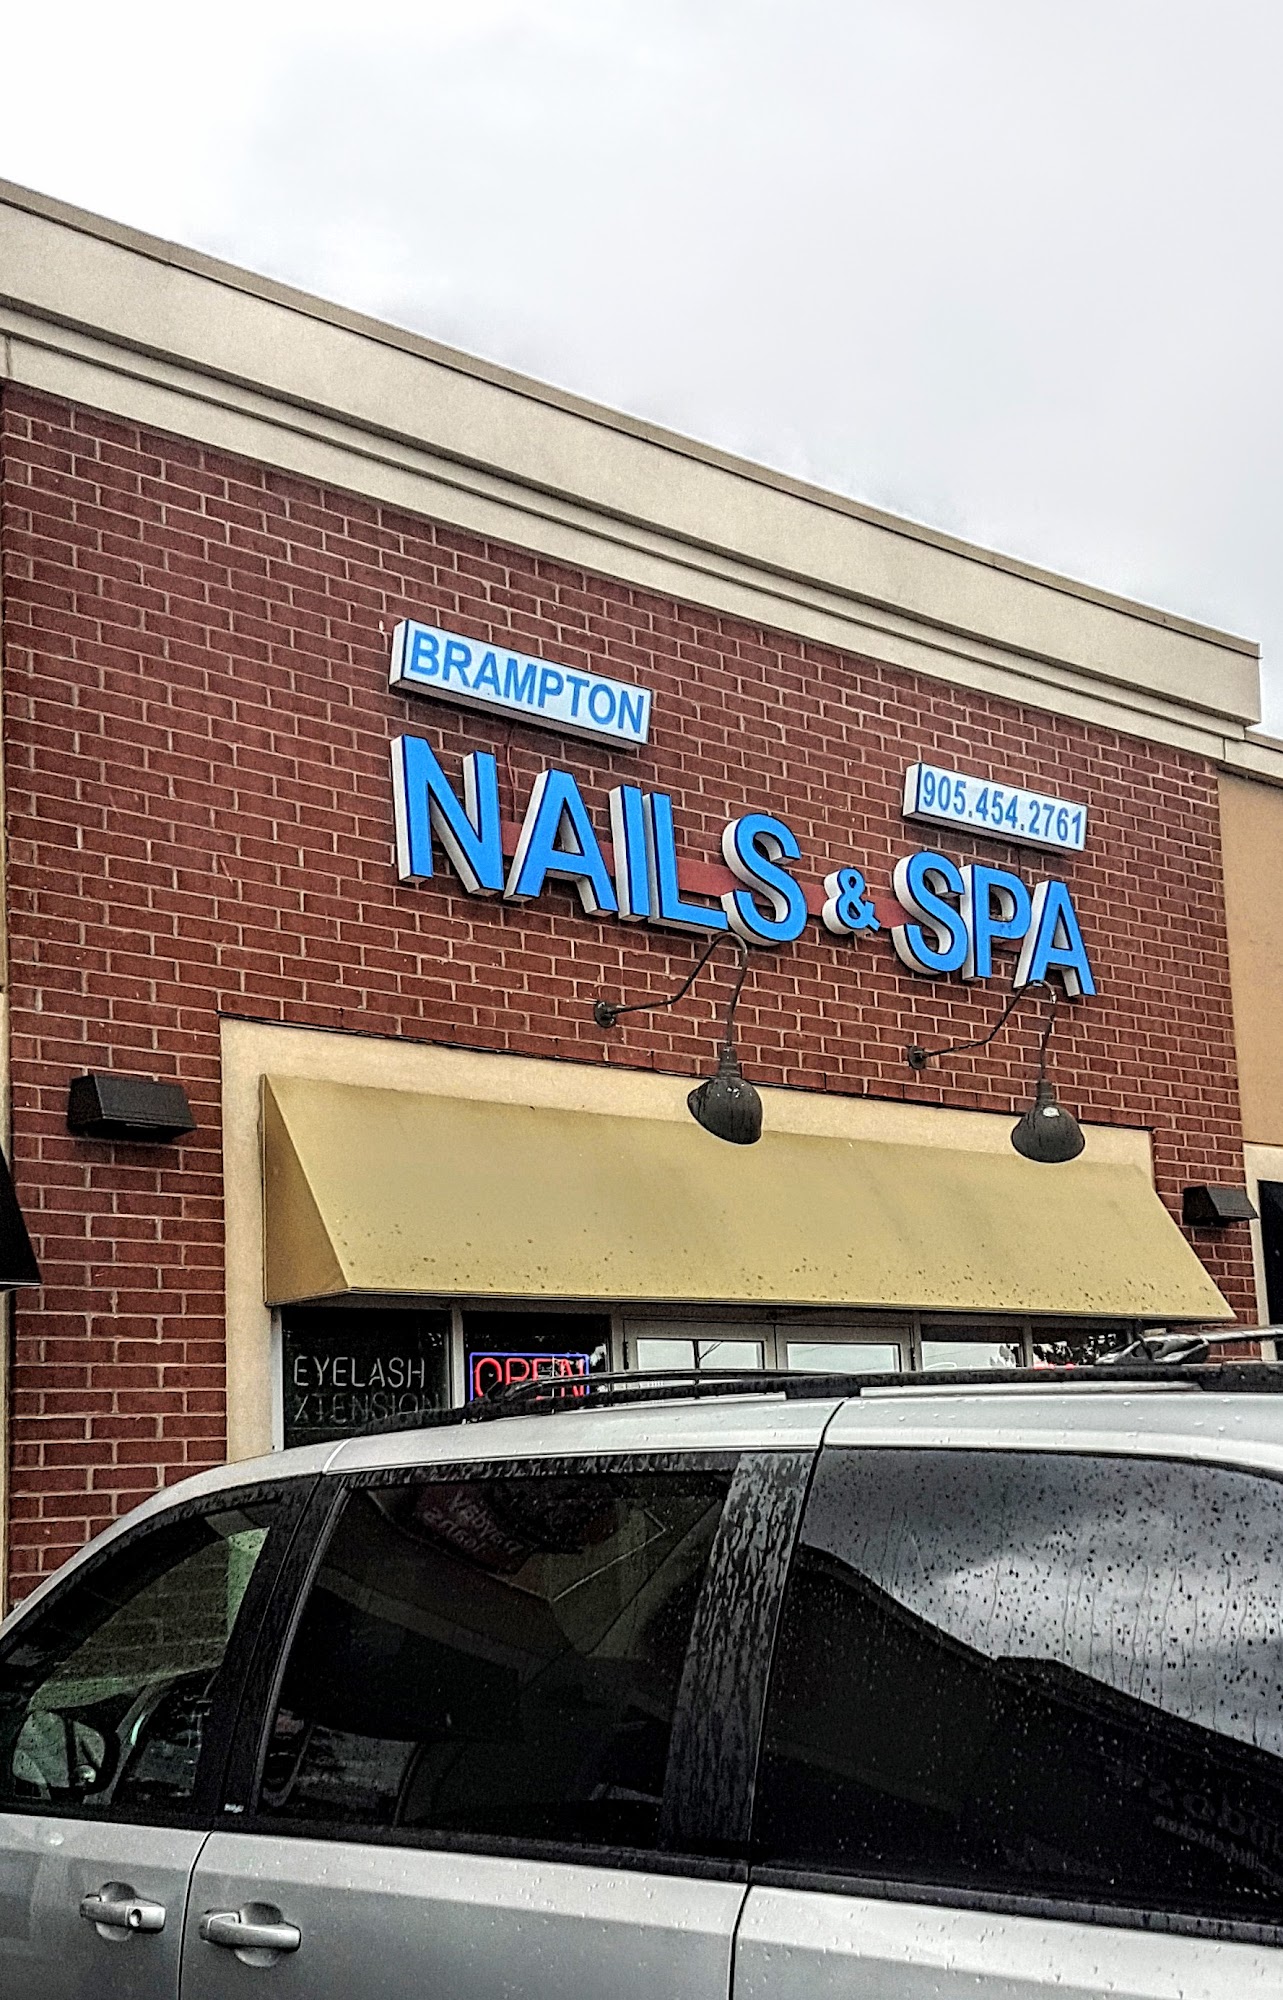 BRAMPTON
905.454.2761
NAILS & SPA
EYELASH
XTENSION
OPEN